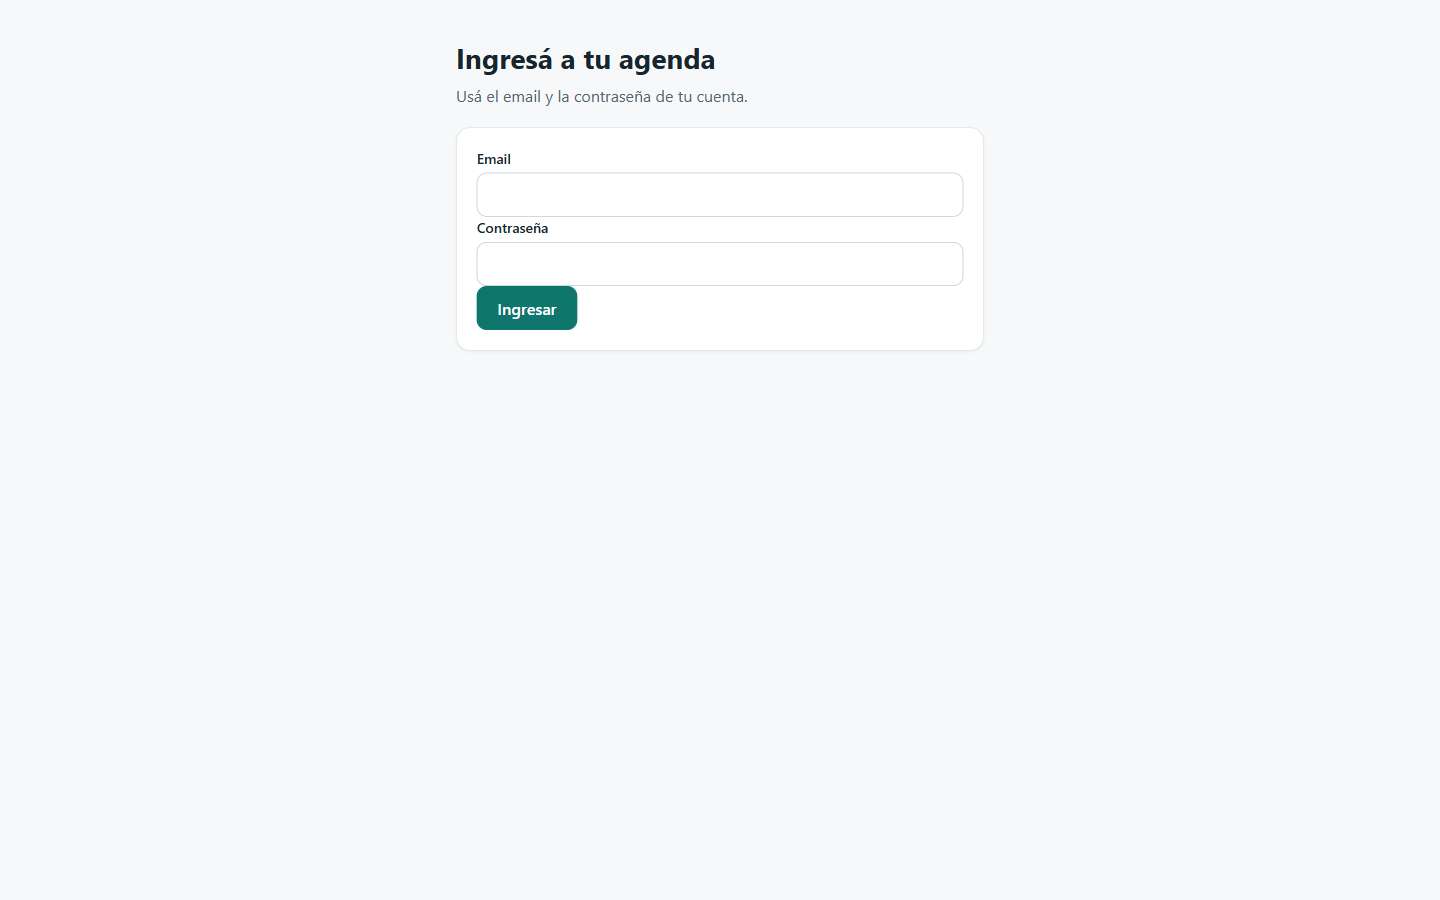 Ingresá a tu agenda
Usá el email y la contraseña de tu cuenta.
Email
Contraseña
Ingresar